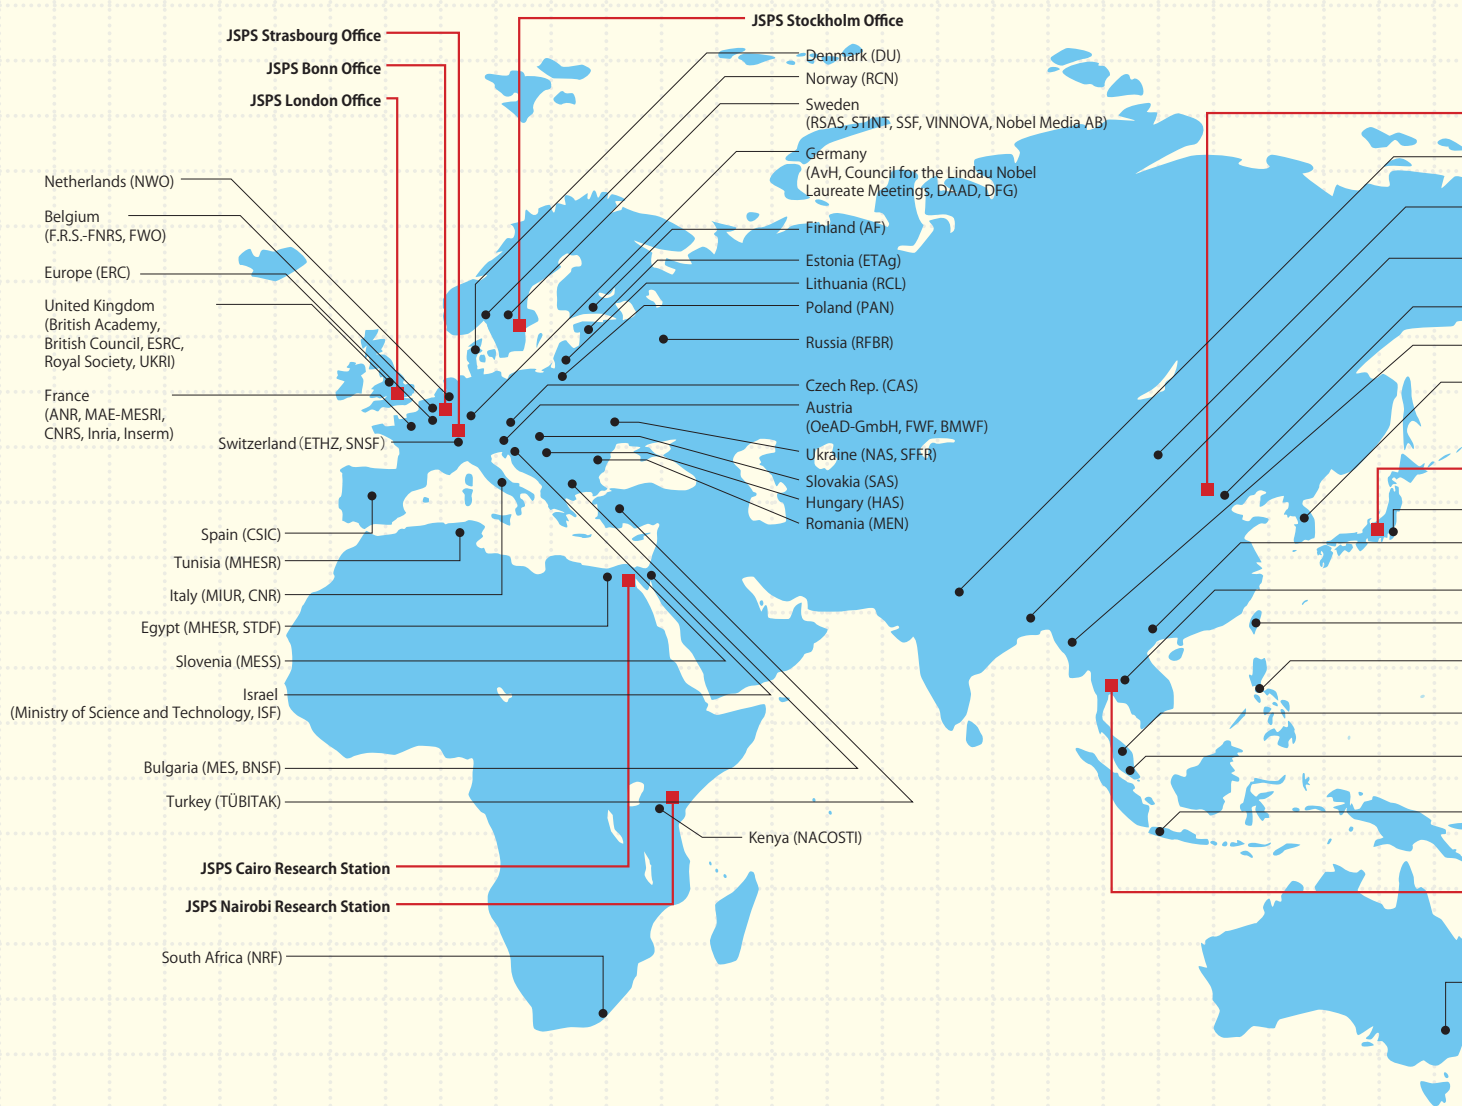 JSPS Stockholm Office
JSPS Strasbourg Office
JSPS Bonn Office
JSPS London Office
Denmark (DU)
Norway (RCN)
Sweden
(RSAS, STINT, SSF, VINNOVA, Nobel Media AB)
Germany
(AvH, Council for the Lindau Nobel
Laureate Meetings, DAAD, DFG)
Finland (AF)
Estonia (ETAg)
Lithuania (RCL)
Poland (PAN)
Russia (RFBR)
Czech Rep. (CAS)
Austria
(OeAD-GmbH, FWF, BMWF)
Ukraine (NAS, SFFR)
Slovakia (SAS)
Hungary (HAS)
Romania (MEN)
Netherlands (NWO)
Belgium
(F.R.S.-FNRS, FWO)
Europe (ERC)
United Kingdom
(British Academy,
British Council, ESRC,
Royal Society, UKRI)
France
(ANR, MAE-MESRI,
CNRS, Inria, Inserm)
Switzerland (ETHZ, SNSF)
Spain (CSIC)
Tunisia (MHESR)
Italy (MIUR, CNR)
Egypt (MHESR, STDF)
Slovenia (MESS)
Israel
(Ministry of Science and Technology, ISF)
Bulgaria (MES, BNSF)
Turkey (TÜBITAK)
Kenya (NACOSTI)
JSPS Cairo Research Station
JSPS Nairobi Research Station
South Africa (NRF)